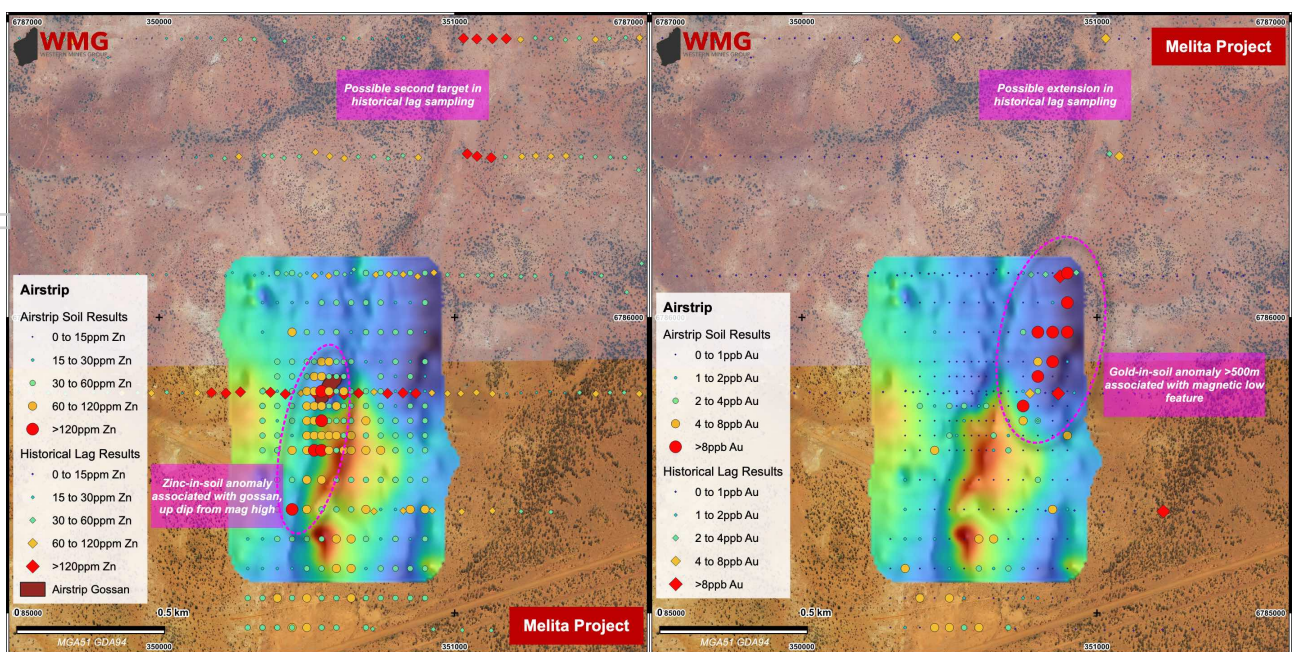 6787000
350000
351000
6787000
WMG
WESTERN MINES GROUP
Possible second target in
historical lag sampling
Airstrip
Airstrip Soil Results
0 to 15ppm Zn
15 to 30ppm Zn
30 to 60ppm Zn
60 to 120ppm Zn
>120ppm Zn
Historical Lag Results
0 to 15ppm Zn
15 to 30ppm Zn
30 to 60ppm Zn
60 to 120ppm Zn
>120ppm Zn
Airstrip Gossan
Zinc-in-soil anomaly
associated with gossan,
up dip from mag high
0
85000
0.5 km
MGA51 GDA94
350000
351000
Melita Project
6787000
350000
351000
6787000
WMG
WESTERN MINES GROUP
Melita Project
Possible extension in
historical lag sampling
6786000
Airstrip
Airstrip Soil Results
0 to 1ppb Au
1 to 2ppb Au
2 to 4ppb Au
4 to 8ppb Au
>8ppb Au
Historical Lag Results
0 to 1ppb Au
1 to 2ppb Au
2 to 4ppb Au
4 to 8ppb Au
>8ppb Au
Gold-in-soil anomaly >500m
associated with magnetic low
feature
6786000
0
85000
0.5 km
MGA51 GDA94
350000
351000
6785000